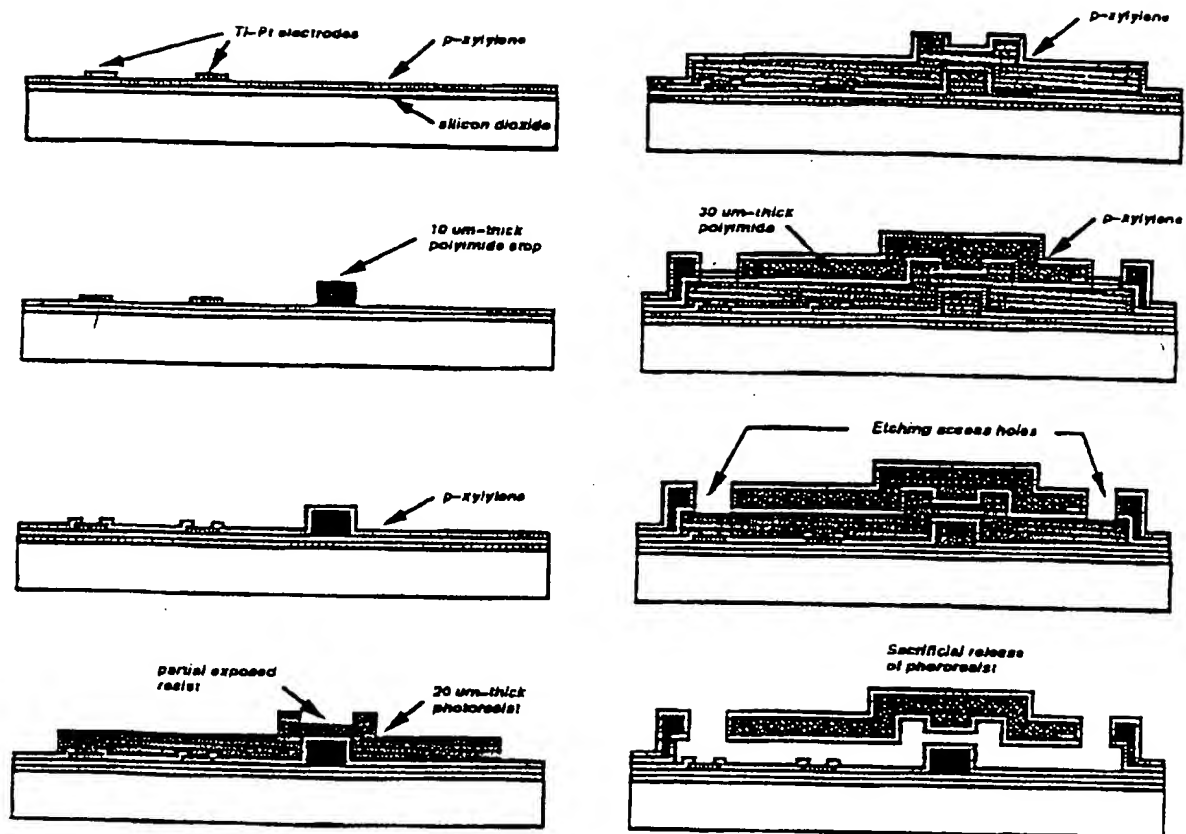 Ti-Pt electrodes
p-xylylene
silicon dioxide
10 um-thick
polyimide stop
p-xylylene
partial exposed
resist
20 um-thick
photoresist
p-xylylene
30 um-thick
polyimide
p-xylylene
Etching access holes
Sacrificial release
of photoresist